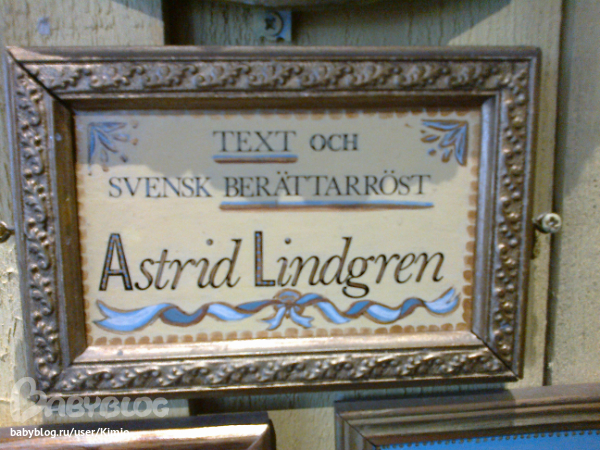 TEXT OCH
SVENSK BERÄTTARRÖST
Astrid Lindgren
BABYBLOG
babyblog.ru/user/Kimie